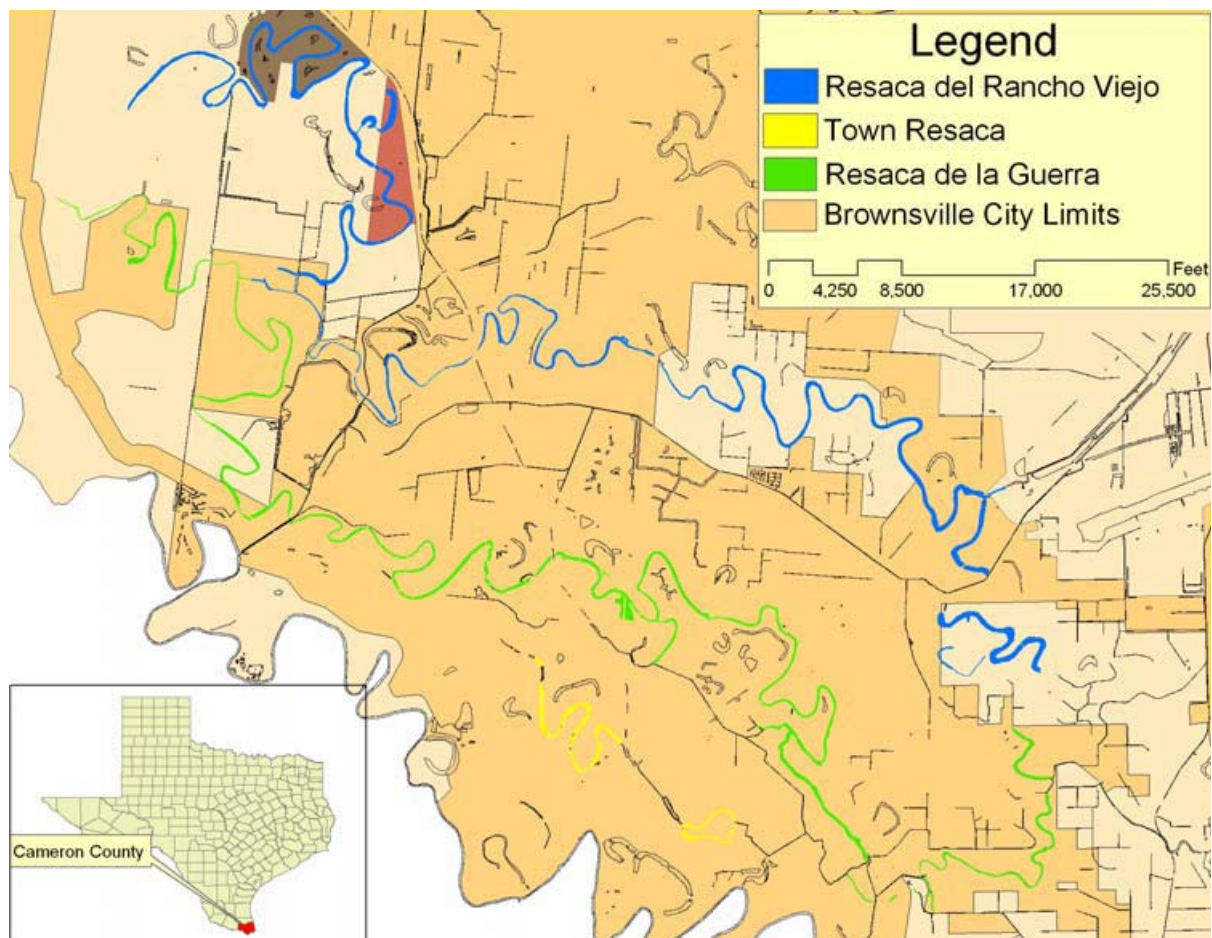 Legend
Resaca del Rancho Viejo
Town Resaca
Resaca de la Guerra
Brownsville City Limits
Feet
0 4,250 8,500 17,000 25,500
Cameron County